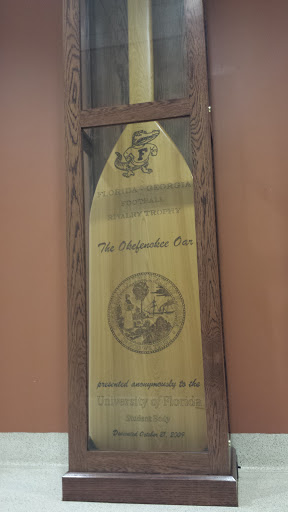 F
FLORIDA - GEORGIA
FOOTBALL
RIVALRY TROPHY
The Okefenokee Oar
presented anonymously to the
University of Florida
Student Body